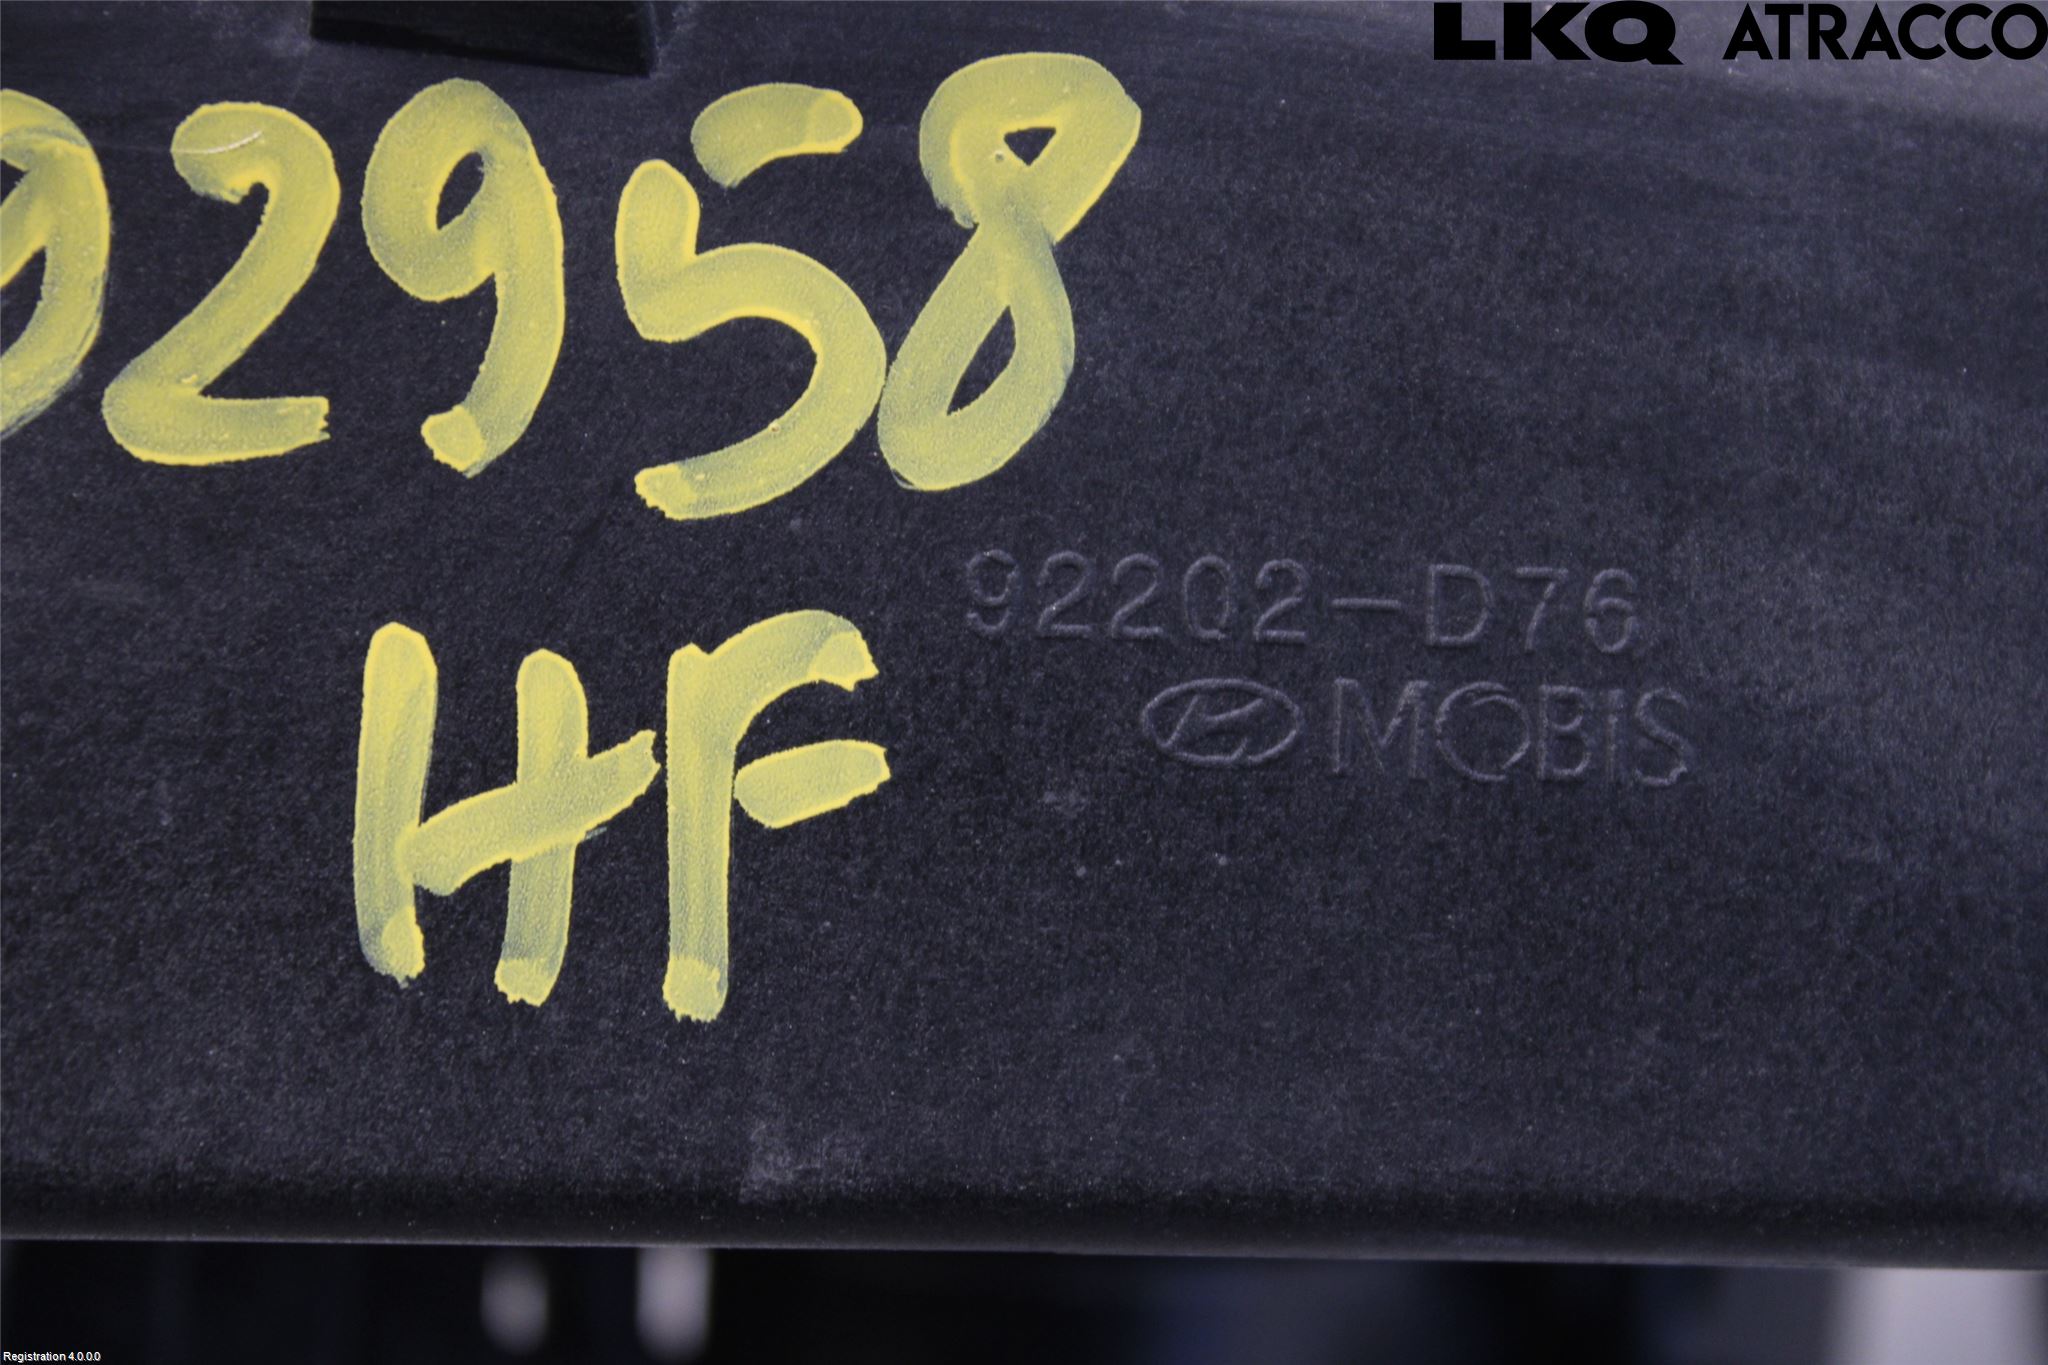 LKQ ATRACCO
92958
HF
92202-D76
MOBIS
Registration 4.0.0.0